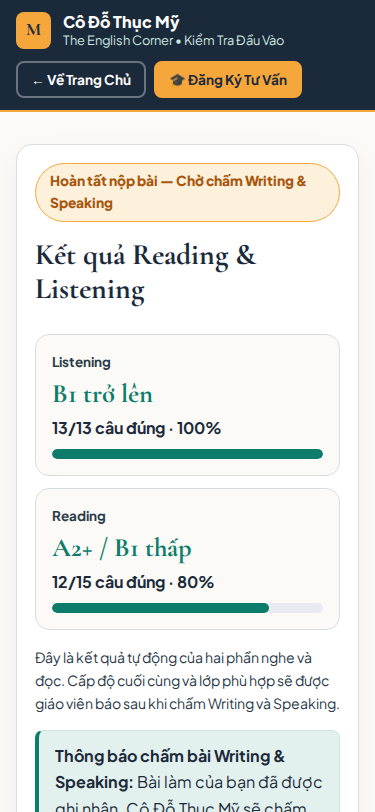 M
Cô Đỗ Thục Mỹ
The English Corner • Kiểm Tra Đầu Vào
← Về Trang Chủ
🎓 Đăng Ký Tư Vấn
Hoàn tất nộp bài — Chờ chấm Writing &
Speaking
Kết quả Reading &
Listening
Listening
B1 trở lên
13/13 câu đúng · 100%
Reading
A2+ / B1 thấp
12/15 câu đúng · 80%
Đây là kết quả tự động của hai phần nghe và
đọc. Cấp độ cuối cùng và lớp phù hợp sẽ được
giáo viên báo sau khi chấm Writing và Speaking.
Thông báo chấm bài Writing &
Speaking: Bài làm của bạn đã được
ghi nhận. Cô Đỗ Thục Mỹ sẽ chấm